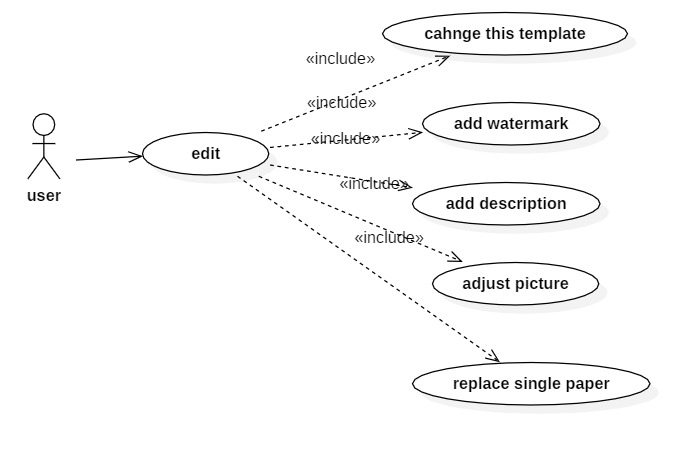 cahnge this template
«include»
«include»
add watermark
«include»
edit
«include»
user
add description
«include»
adjust picture
replace single paper